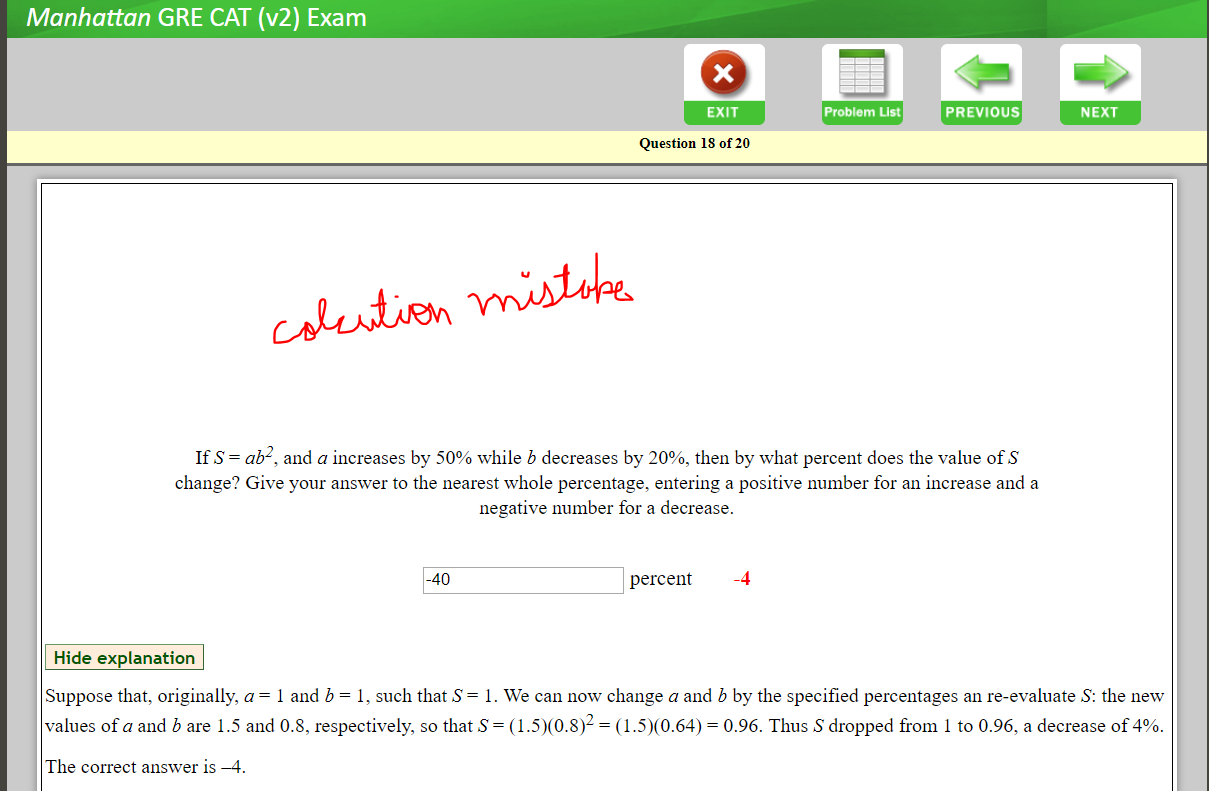 Manhattan GRE CAT (v2) Exam
EXIT
Problem List
PREVIOUS
NEXT
Question 18 of 20
mistake
If S = ab², and a increases by 50% while b decreases by 20%, then by what percent does the value of S
change? Give your answer to the nearest whole percentage, entering a positive number for an increase and a
negative number for a decrease.
-40 percent -4
Hide explanation
Suppose that, originally, a = 1 and b = 1, such that S = 1. We can now change a and b by the specified percentages an re-evaluate S: the new
values of a and b are 1.5 and 0.8, respectively, so that S = (1.5)(0.8)² = (1.5)(0.64) = 0.96. Thus S dropped from 1 to 0.96, a decrease of 4%.
The correct answer is –4.